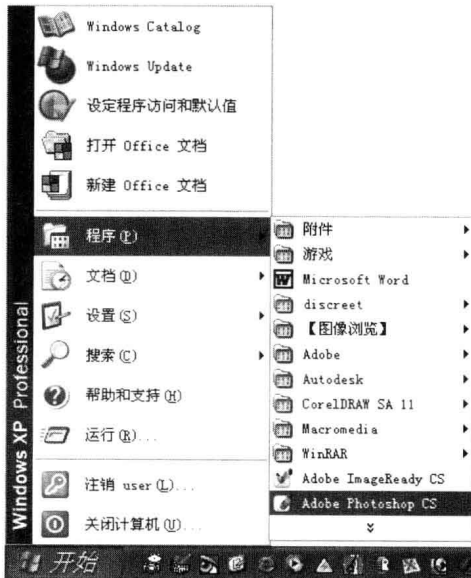 Windows Catalog
Windows Update
设定程序访问和默认值
打开 Office 文档
新建 Office 文档
程序(P)
文档(D)
设置(S)
搜索(C)
帮助和支持(H)
运行(R)...
注销 user(L)...
关闭计算机(U)...
Windows XP Professional
附件
游戏
Microsoft Word
discreet
【图像浏览】
Adobe
Autodesk
CorelDRAW SA 11
Macromedia
WinRAR
Adobe ImageReady CS
Adobe Photoshop CS
开始